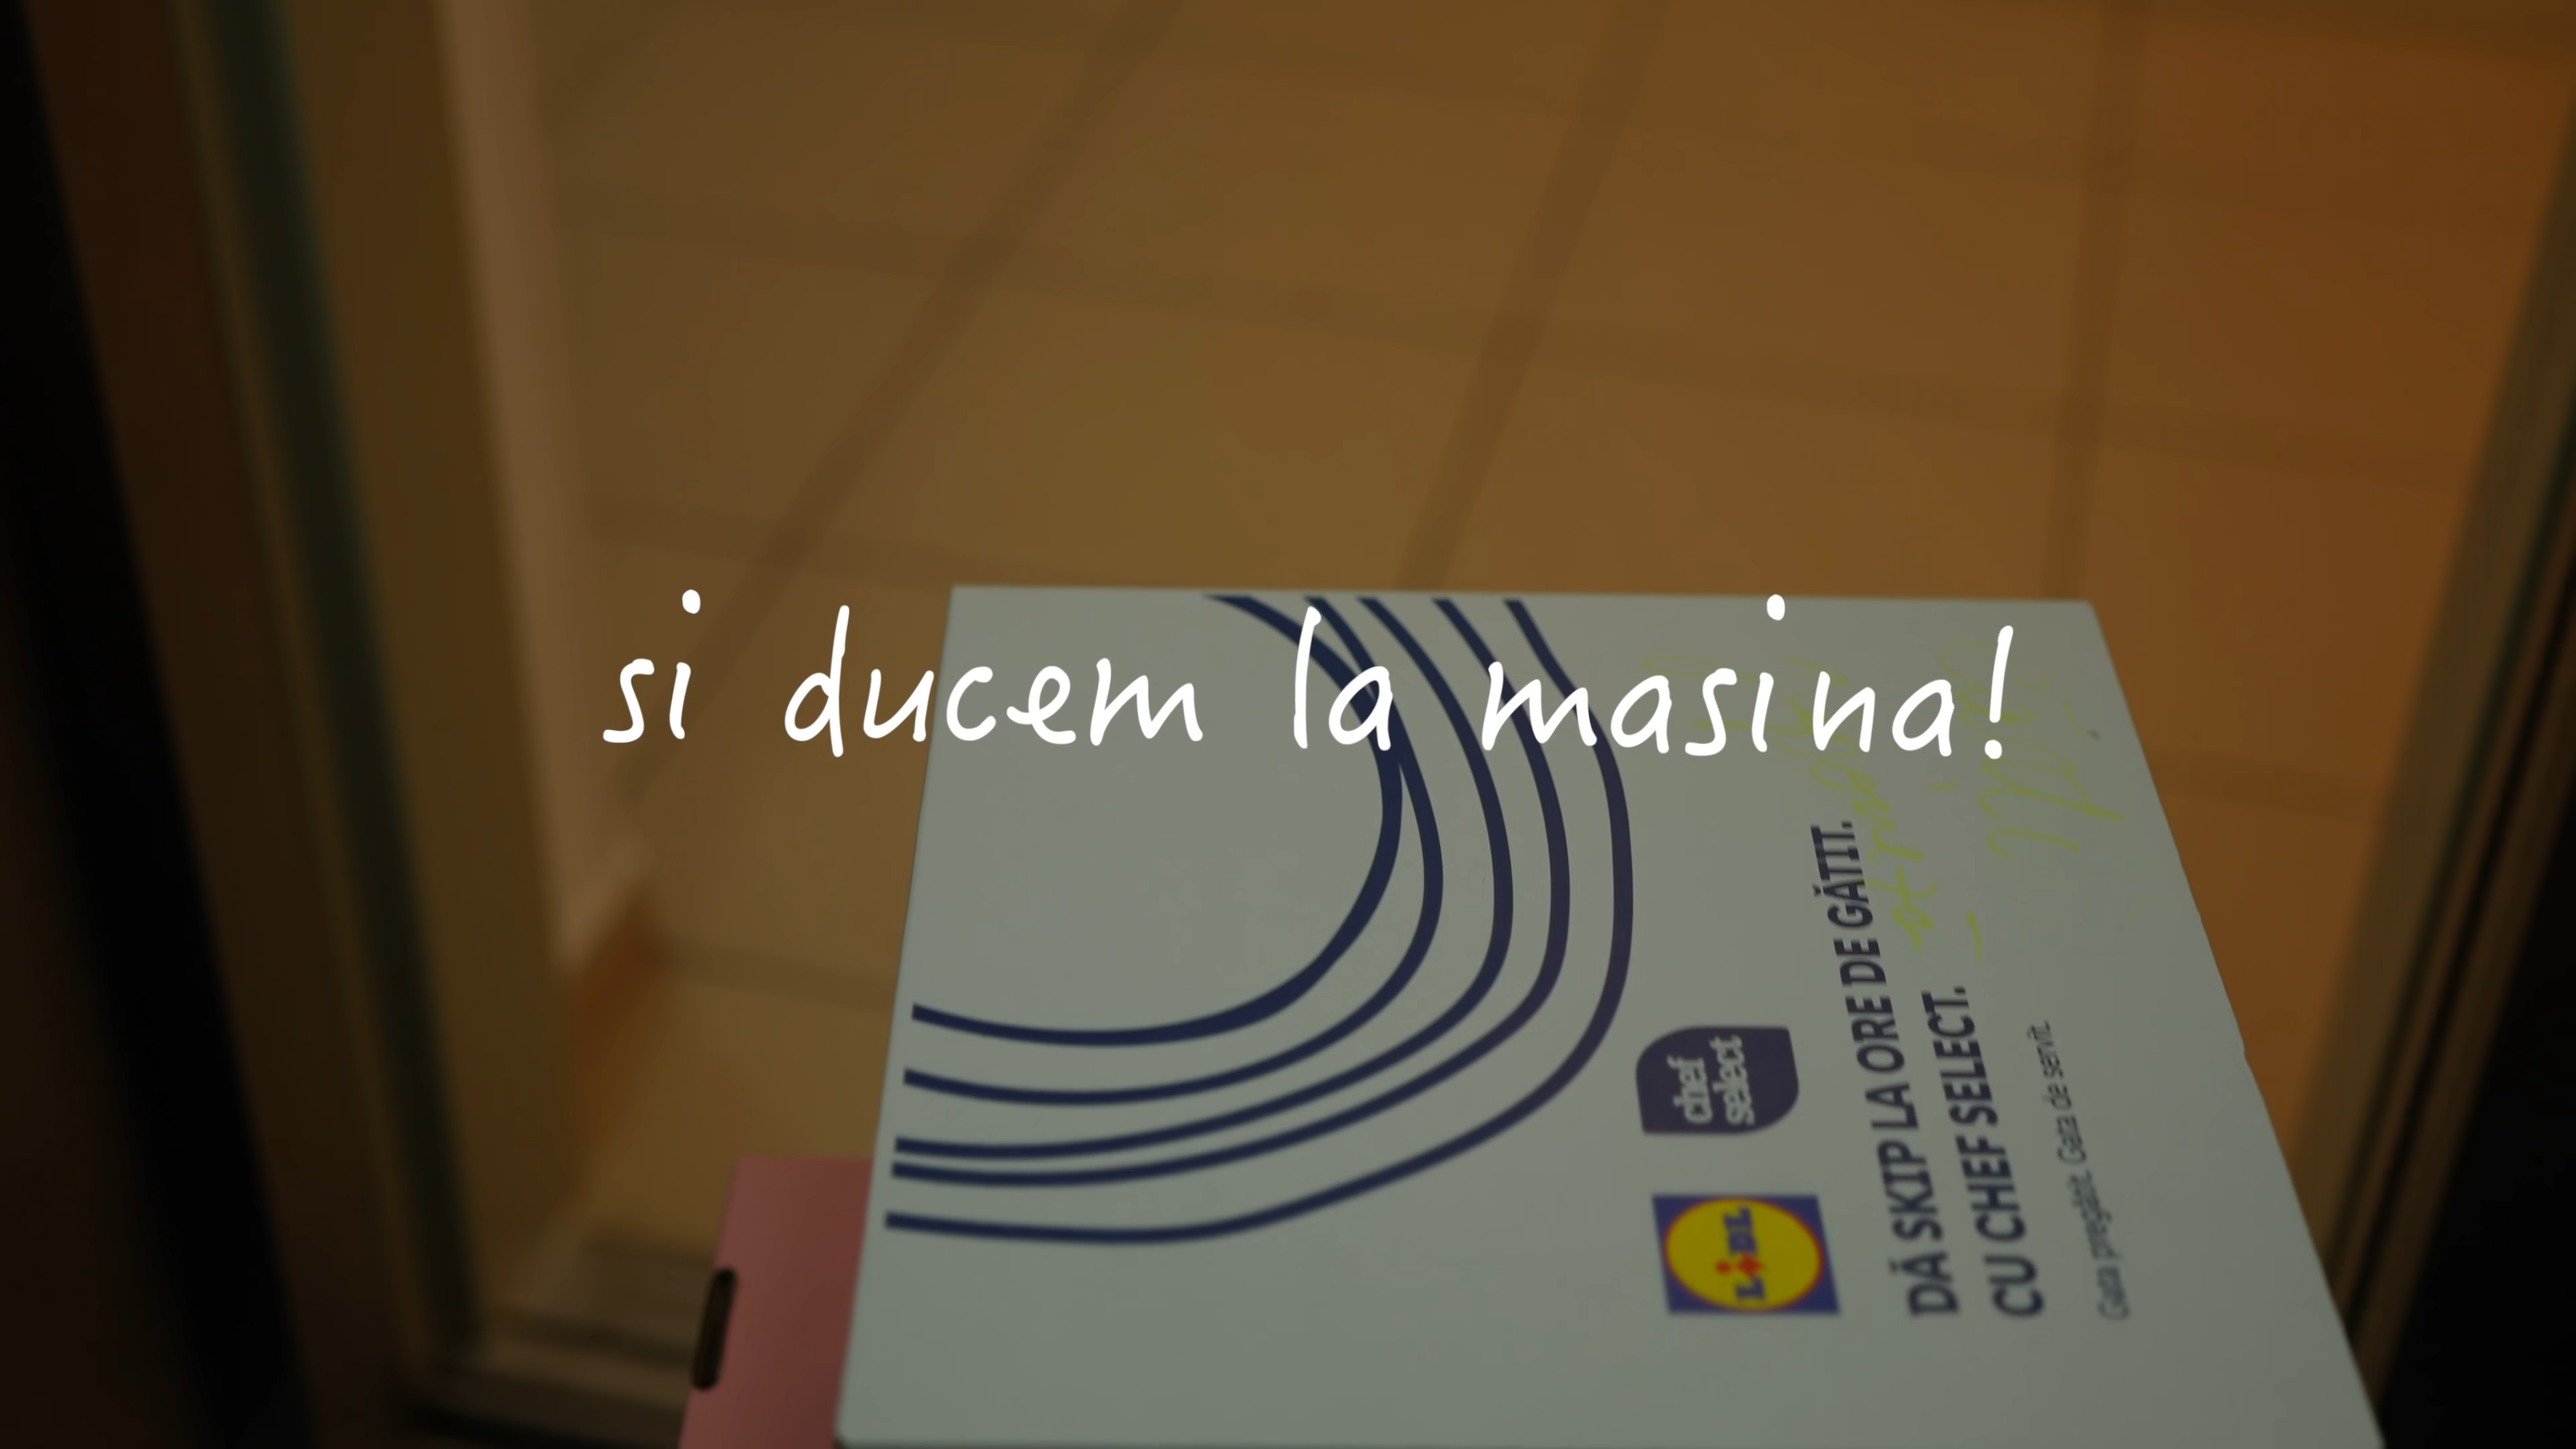 si ducem la masina!
chef
select
LIDL
DĂ SKIP LA ORE DE GĂTIT.
CU CHEF SELECT.
Gata pregătit. Gata de servit.